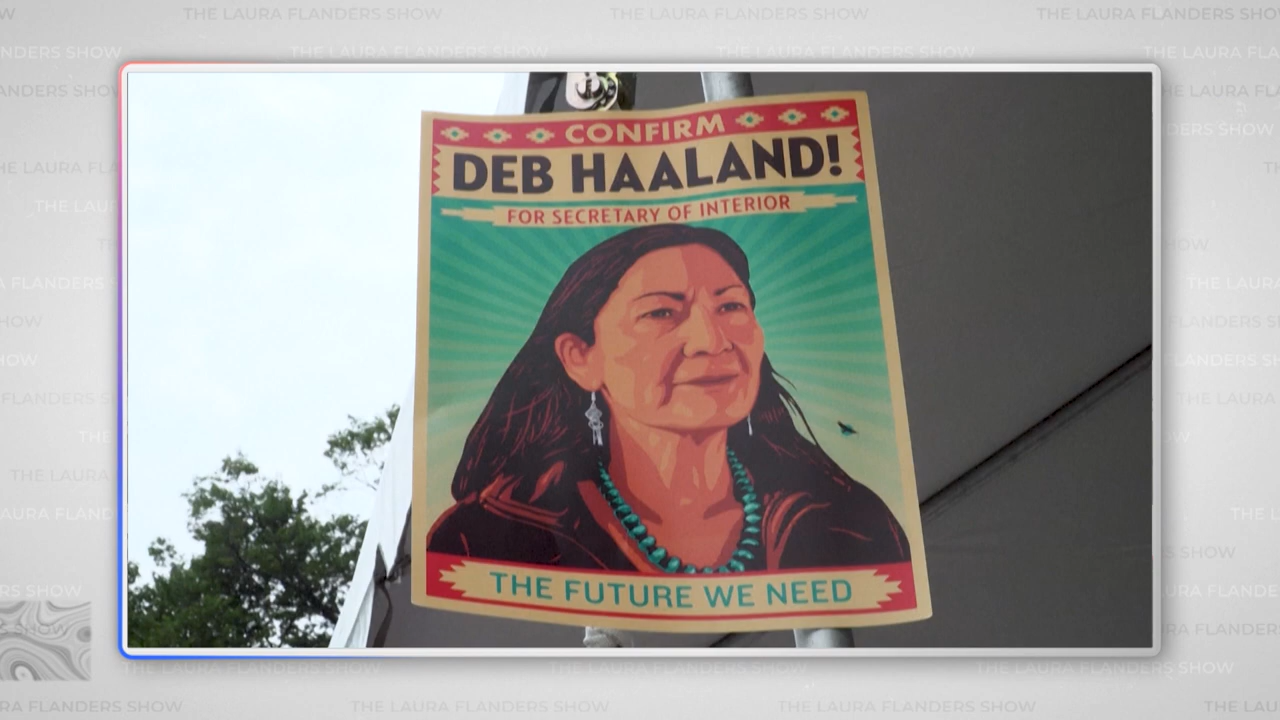 THE LAURA FLANDERS SHOW
CONFIRM
DEB HAALAND!
FOR SECRETARY OF INTERIOR
THE FUTURE WE NEED